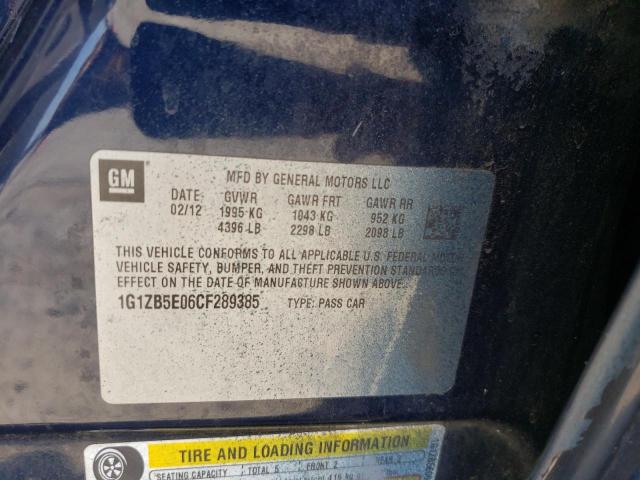 GM
MFD BY GENERAL MOTORS LLC
DATE GVWR GAWR FRT GAWR RR
02/12 1995 KG 1043 KG 952 KG
4396 LB 2298 LB 2098 LB
THIS VEHICLE CONFORMS TO ALL APPLICABLE U.S. FEDERAL MOTOR
VEHICLE SAFETY, BUMPER, AND THEFT PREVENTION STANDARDS
EFFECT ON THE DATE OF MANUFACTURE SHOWN ABOVE.
1G1ZB5E06CF289385 TYPE: PASS CAR
TIRE AND LOADING INFORMATION
SEATING CAPACITY TOTAL 5 FRONT 2 REAR 3